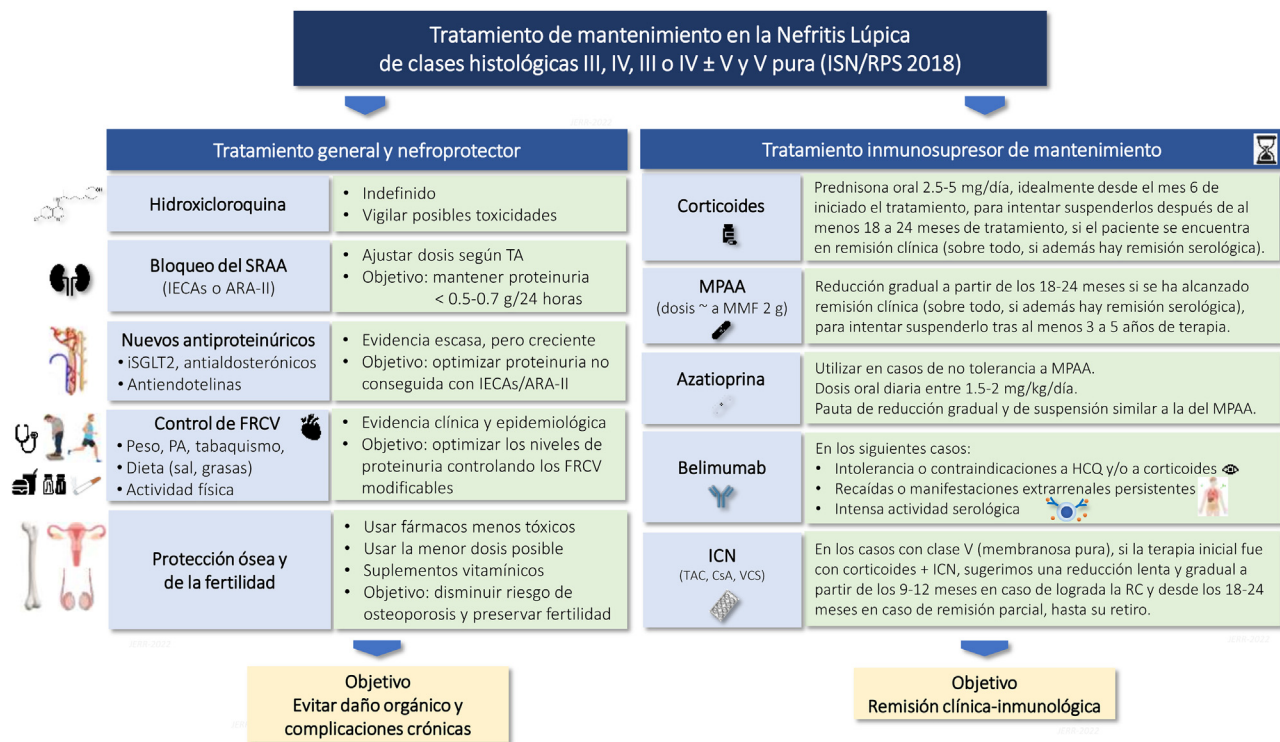 Tratamiento de mantenimiento en la Nefritis Lúpica
de clases histológicas III, IV, III o IV ± V y V pura (ISN/RPS 2018)
Tratamiento general y nefroprotector
Hidroxicloroquina
• Indefinido
• Vigilar posibles toxicidades
Bloqueo del SRAA
(IECAs o ARA-II)
• Ajustar dosis según TA
• Objetivo: mantener proteinuria
< 0.5-0.7 g/24 horas
Nuevos antiproteinúricos
• iSGLT2, antialdosterónicos
• Antiendotelinas
• Evidencia escasa, pero creciente
• Objetivo: optimizar proteinuria no
conseguida con IECAs/ARA-II
Control de FRCV
• Peso, PA, tabaquismo,
• Dieta (sal, grasas)
• Actividad física
• Evidencia clínica y epidemiológica
• Objetivo: optimizar los niveles de
proteinuria controlando los FRCV
modificables
Protección ósea y
de la fertilidad
• Usar fármacos menos tóxicos
• Usar la menor dosis posible
• Suplementos vitamínicos
• Objetivo: disminuir riesgo de
osteoporosis y preservar fertilidad
Objetivo
Evitar daño orgánico y
complicaciones crónicas
Tratamiento inmunosupresor de mantenimiento
Corticoides
Prednisona oral 2.5-5 mg/día, idealmente desde el mes 6 de
iniciado el tratamiento, para intentar suspenderlos después de al
menos 18 a 24 meses de tratamiento, si el paciente se encuentra
en remisión clínica (sobre todo, si además hay remisión serológica).
MPAA
(dosis ~ a MMF 2 g)
Reducción gradual a partir de los 18-24 meses si se ha alcanzado
remisión clínica (sobre todo, si además hay remisión serológica),
para intentar suspenderlo tras al menos 3 a 5 años de terapia.
Azatioprina
Utilizar en casos de no tolerancia a MPAA.
Dosis oral diaria entre 1.5-2 mg/kg/día.
Pauta de reducción gradual y de suspensión similar a la del MPAA.
Belimumab
En los siguientes casos:
• Intolerancia o contraindicaciones a HCQ y/o a corticoides
• Recaídas o manifestaciones extrarrenales persistentes
• Intensa actividad serológica
ICN
(TAC, CsA, VCS)
En los casos con clase V (membranosa pura), si la terapia inicial fue
con corticoides + ICN, sugerimos una reducción lenta y gradual a
partir de los 9-12 meses en caso de lograda la RC y desde los 18-24
meses en caso de remisión parcial, hasta su retiro.
Objetivo
Remisión clínica-inmunológica